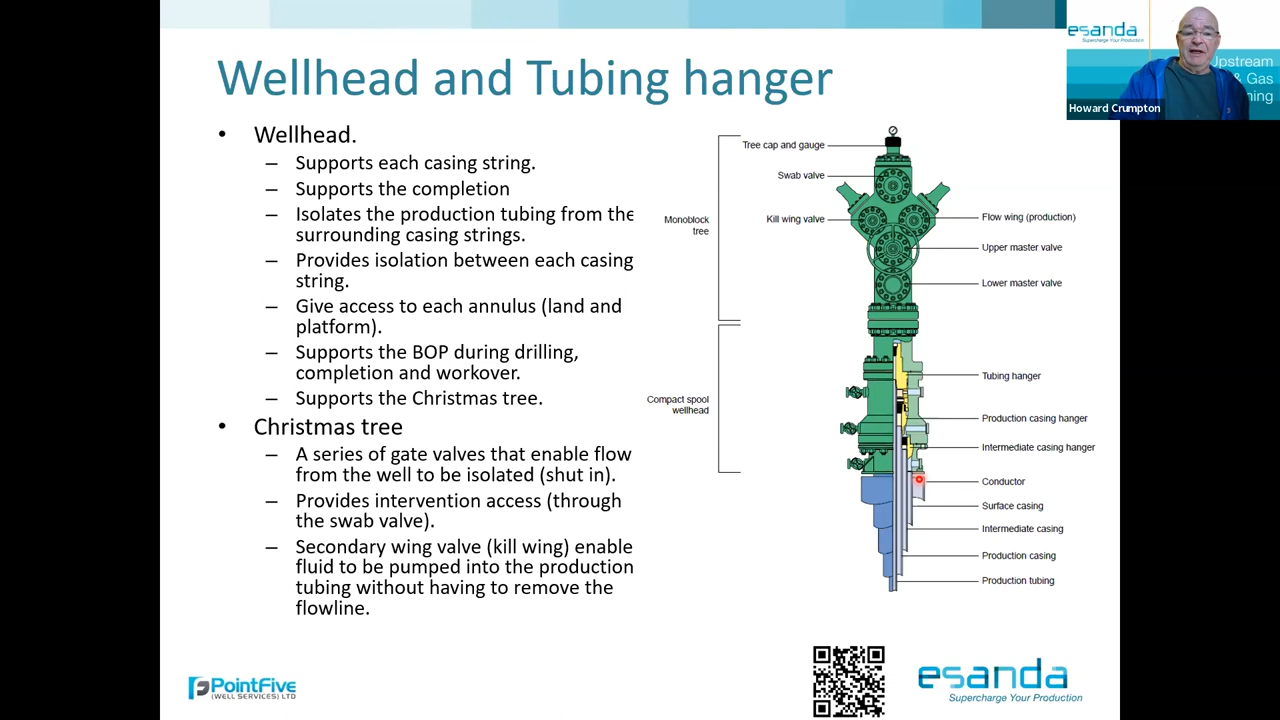 Wellhead and Tubing hanger
• Wellhead.
– Supports each casing string.
– Supports the completion
– Isolates the production tubing from the
surrounding casing strings.
– Provides isolation between each casing
string.
– Give access to each annulus (land and
platform).
– Supports the BOP during drilling,
completion and workover.
– Supports the Christmas tree.
• Christmas tree
– A series of gate valves that enable flow
from the well to be isolated (shut in).
– Provides intervention access (through
the swab valve).
– Secondary wing valve (kill wing) enable
fluid to be pumped into the production
tubing without having to remove the
flowline.
Tree cap and gauge
Swab valve
Kill wing valve
Monoblock
tree
Flow wing (production)
Upper master valve
Lower master valve
Compact spool
wellhead
Tubing hanger
Production casing hanger
Intermediate casing hanger
Conductor
Surface casing
Intermediate casing
Production casing
Production tubing
esanda
Supercharge Your Production
Upstream
& Gas
Howard Crumpton
PointFive
(WELL SERVICES) LTD
esanda
Supercharge Your Production